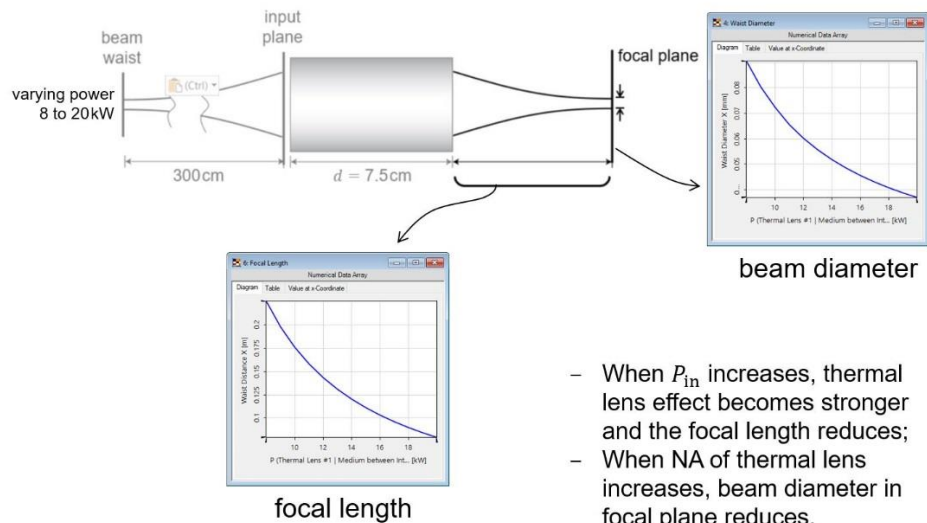 beam
waist
input
plane
varying power
8 to 20kW
(Ctrl)
focal plane
300cm
d = 7.5cm
4: Waist Diameter
Numerical Data Array
Diagram Table Value at x-Coordinate
Waist Diameter X [mm]
0.08
0.07
0.06
0.05
0...
10 12 14 16 18
P (Thermal Lens #1 | Medium between Int... [kW]
beam diameter
6: Focal Length
Numerical Data Array
Diagram Table Value at x-Coordinate
Waist Distance X [m]
0.2
0.175
0.15
0.125
0.1
10 12 14 16 18
P (Thermal Lens #1 | Medium between Int... [kW]
focal length
– When Pin increases, thermal
lens effect becomes stronger
and the focal length reduces;
– When NA of thermal lens
increases, beam diameter in
focal plane reduces.